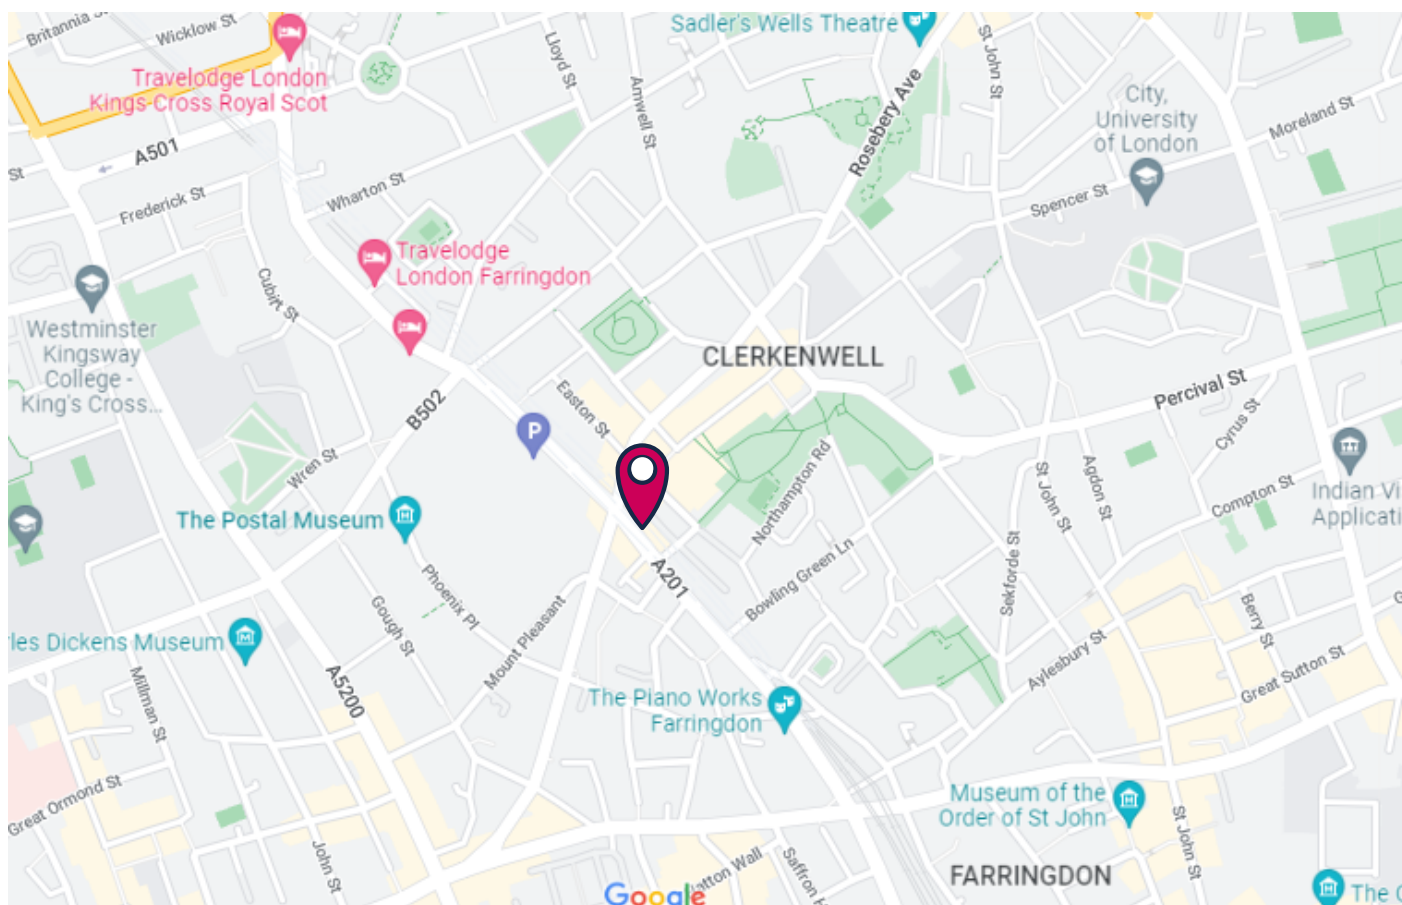 Britannia St
Wicklow St
Sadler's Wells Theatre
Travelodge London
Kings-Cross Royal Scot
Lloyd St
Amwell St
St John St
Rosebery Ave
City,
University
of London
Moreland St
A501
St
Frederick St
Wharton St
Spencer St
Travelodge
London Farringdon
Cubitt St
Westminster
Kingsway
College -
King's Cross...
CLERKENWELL
Percival St
B502
Easton St
Cyrus St
Wren St
P
Northampton Rd
St John St
Agdon St
Compton St
Indian Vi
Applicati
The Postal Museum
A201
Bowling Green Ln
Sekforde St
Phoenix Pl
Gough St
Mount Pleasant
Berry St
G
les Dickens Museum
Aylesbury St
Great Sutton St
Millman St
A5200
The Piano Works
Farringdon
Great Ormond St
Museum of the
Order of St John
St John St
John St
atton Wall
Saffron H
FARRINGDON
Google
The C